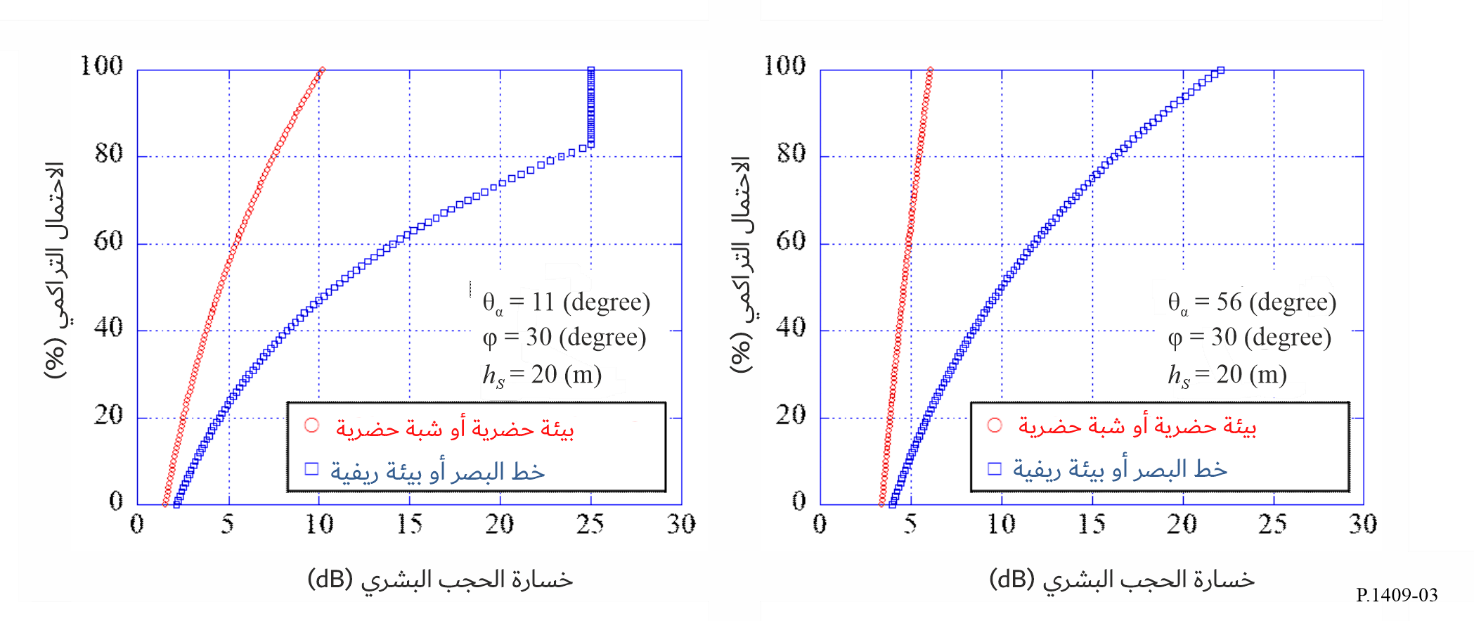 100
80
60
40
20
0
0 5 10 15 20 25 30
الاحتمال التراكمي (%)
θα = 11 (degree)
φ = 30 (degree)
hS = 20 (m)
بيئة حضرية أو شبة حضرية
خط البصر أو بيئة ريفية
خسارة الحجب البشري (dB)
100
80
60
40
20
0
0 5 10 15 20 25 30
الاحتمال التراكمي (%)
θα = 56 (degree)
φ = 30 (degree)
hS = 20 (m)
بيئة حضرية أو شبة حضرية
خط البصر أو بيئة ريفية
خسارة الحجب البشري (dB)
P.1409-03